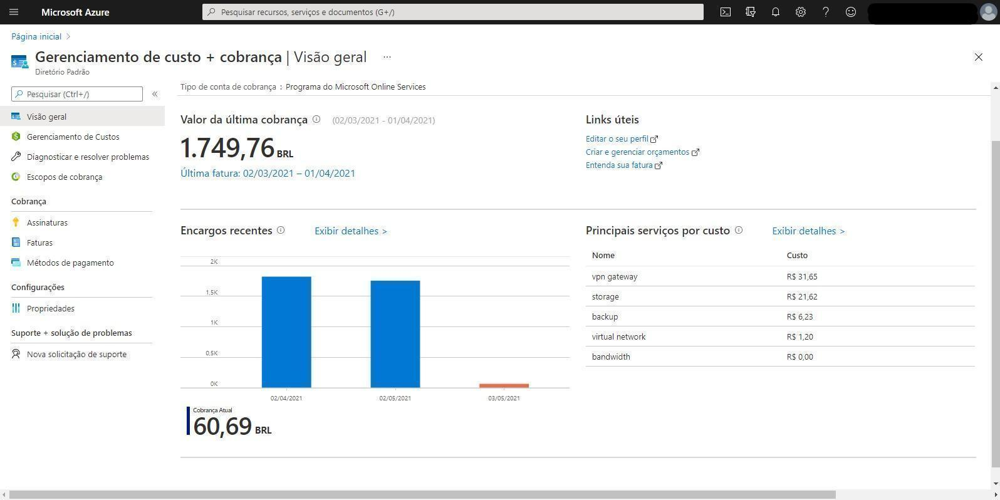 Microsoft Azure
Pesquisar recursos, serviços e documentos (G+/)
Página inicial >
Gerenciamento de custo + cobrança | Visão geral ...
Diretório Padrão
Pesquisar (Ctrl+/)
Visão geral
Gerenciamento de Custos
Diagnosticar e resolver problemas
Escopos de cobrança
Cobrança
Assinaturas
Faturas
Métodos de pagamento
Configurações
Propriedades
Suporte + solução de problemas
Nova solicitação de suporte
Tipo de conta de cobrança : Programa do Microsoft Online Services
Valor da última cobrança (02/03/2021 - 01/04/2021)
1.749,76 BRL
Última fatura: 02/03/2021 – 01/04/2021
Links úteis
Editar o seu perfil
Criar e gerenciar orçamentos
Entenda sua fatura
Encargos recentes Exibir detalhes >
2K
1,5K
1K
0,5K
0K
02/04/2021 02/05/2021 03/05/2021
Cobrança Atual
60,69 BRL
Principais serviços por custo Exibir detalhes >
Nome Custo
vpn gateway R$ 31,65
storage R$ 21,62
backup R$ 6,23
virtual network R$ 1,20
bandwidth R$ 0,00